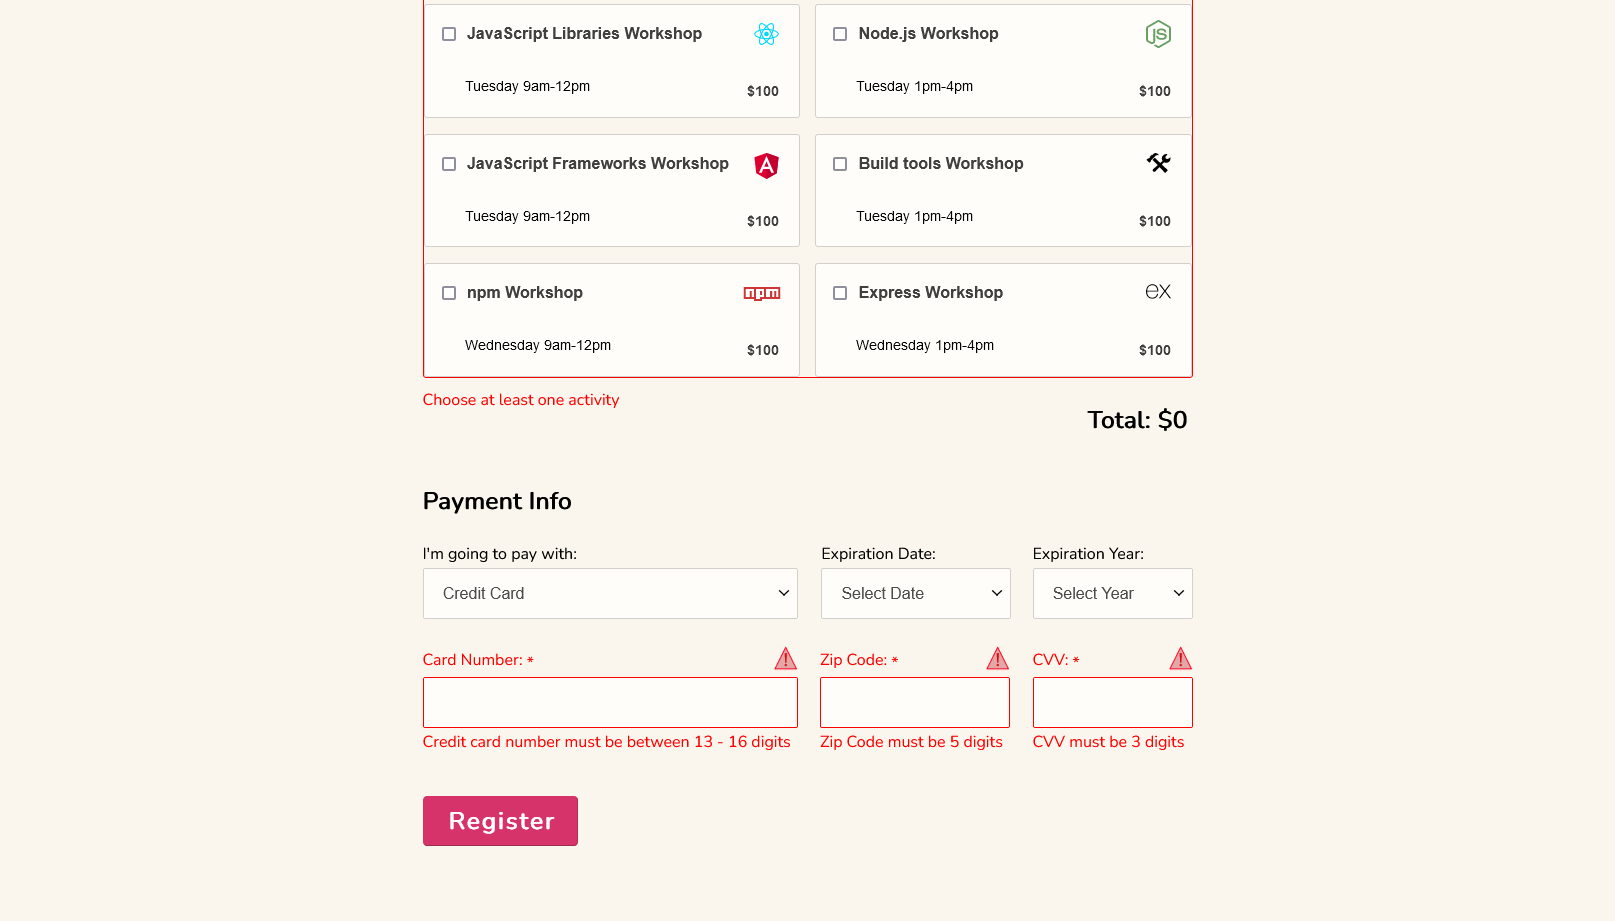 JavaScript Libraries Workshop
Tuesday 9am-12pm
$100
Node.js Workshop
JS
Tuesday 1pm-4pm
$100
JavaScript Frameworks Workshop
A
Tuesday 9am-12pm
$100
Build tools Workshop
Tuesday 1pm-4pm
$100
npm Workshop
npm
Wednesday 9am-12pm
$100
Express Workshop
ex
Wednesday 1pm-4pm
$100
Choose at least one activity
Total: $0
Payment Info
I'm going to pay with:
Credit Card
Expiration Date:
Select Date
Expiration Year:
Select Year
Card Number: *
Credit card number must be between 13 - 16 digits
Zip Code: *
Zip Code must be 5 digits
CVV: *
CVV must be 3 digits
Register